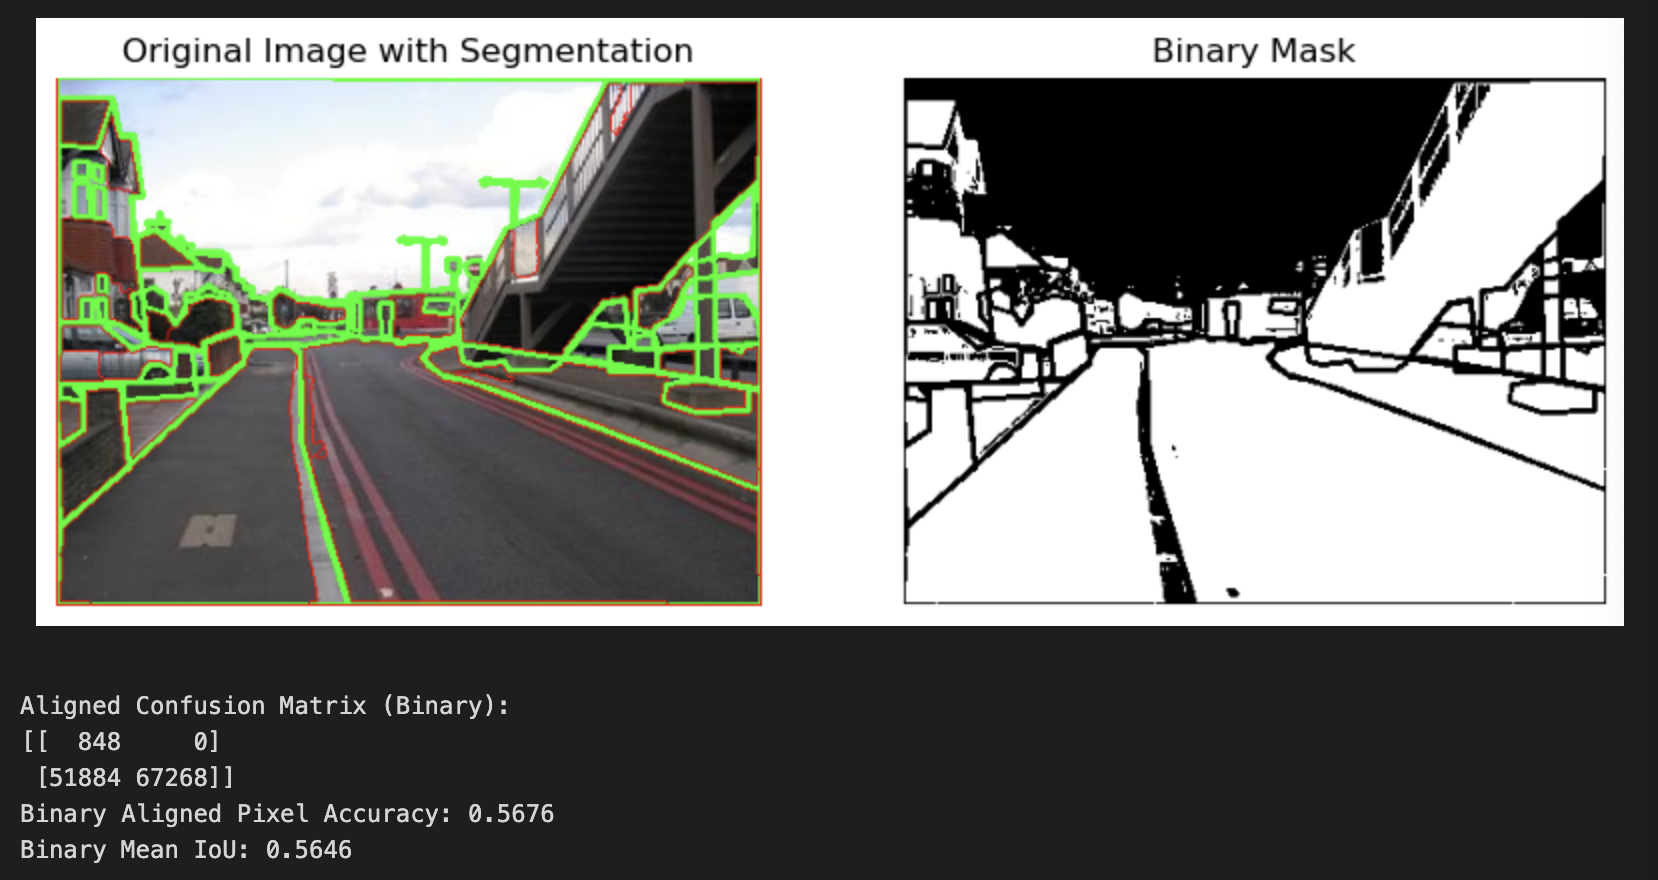 Original Image with Segmentation
Binary Mask
Aligned Confusion Matrix (Binary):
[[  848     0]
 [51884 67268]]
Binary Aligned Pixel Accuracy: 0.5676
Binary Mean IoU: 0.5646